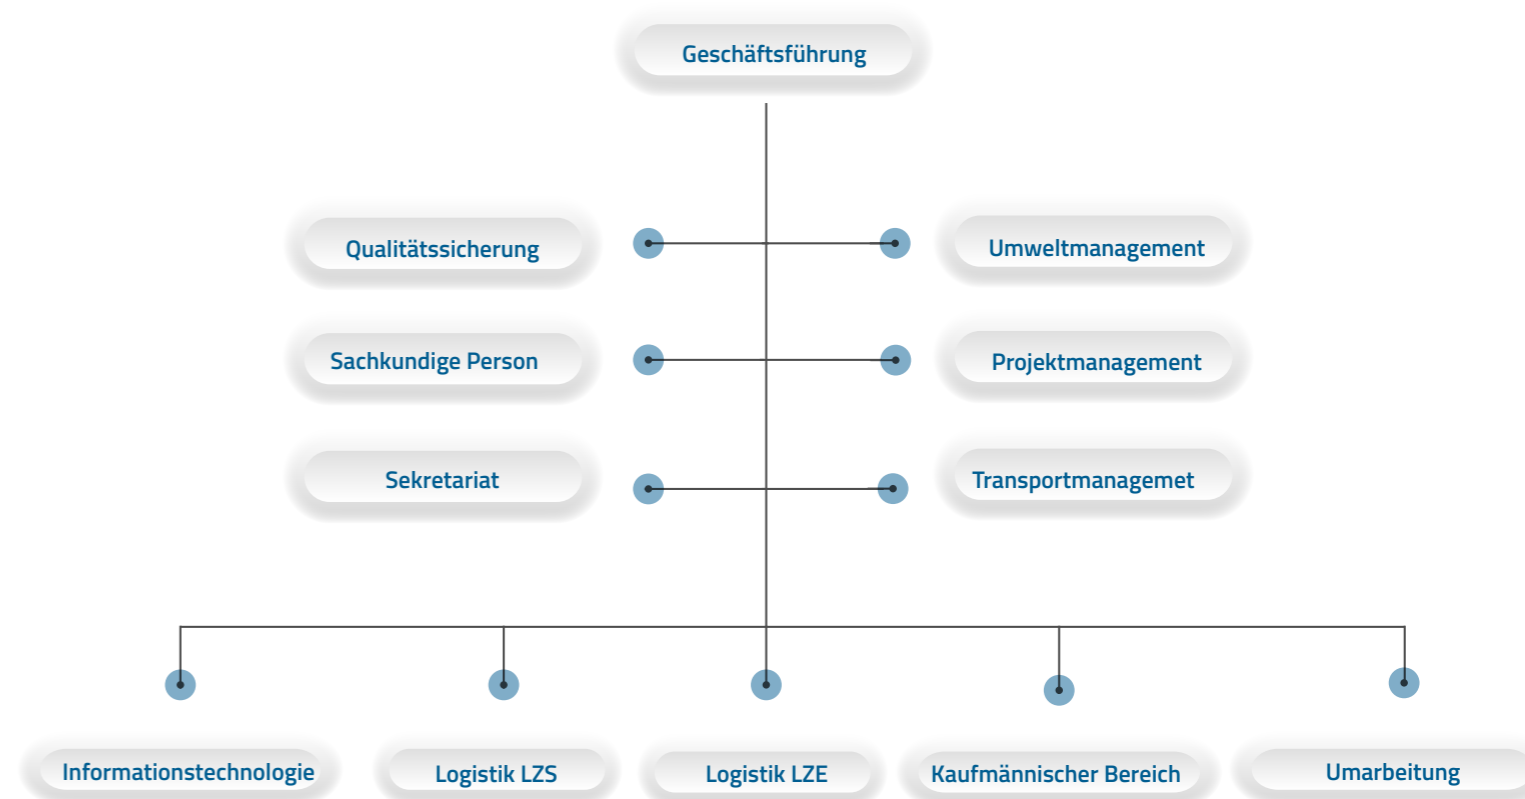 Geschäftsführung
Qualitätssicherung
Umweltmanagement
Sachkundige Person
Projektmanagement
Sekretariat
Transportmanagemet
Informationstechnologie
Logistik LZS
Logistik LZE
Kaufmännischer Bereich
Umarbeitung